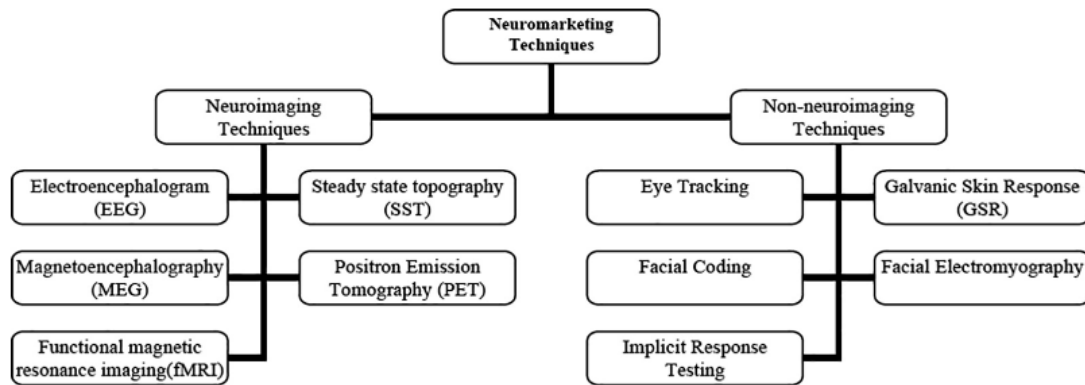 Neuromarketing
Techniques
Neuroimaging
Techniques
Non-neuroimaging
Techniques
Electroencephalogram
(EEG)
Steady state topography
(SST)
Eye Tracking
Galvanic Skin Response
(GSR)
Magnetoencephalography
(MEG)
Positron Emission
Tomography (PET)
Facial Coding
Facial Electromyography
Functional magnetic
resonance imaging(fMRI)
Implicit Response
Testing